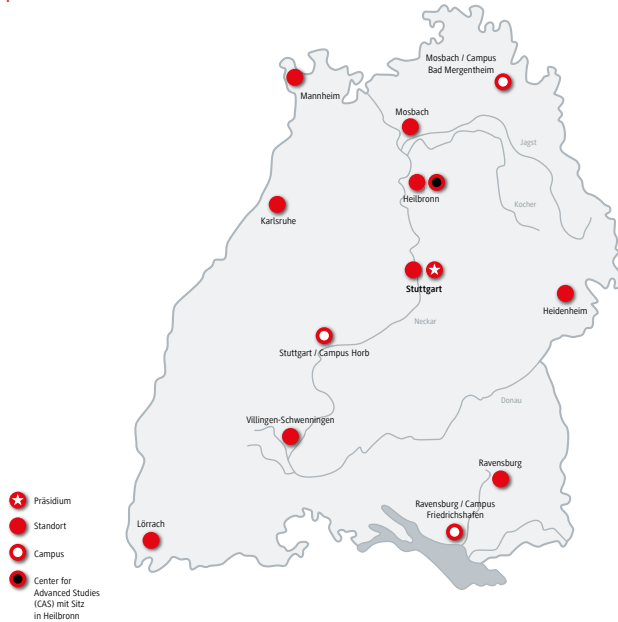 Mosbach / Campus
Bad Mergentheim
Mannheim
Mosbach
Jagst
Heilbronn
Kocher
Karlsruhe
Stuttgart
Heidenheim
Neckar
Stuttgart / Campus Horb
Donau
Villingen-Schwenningen
Ravensburg
Ravensburg / Campus
Friedrichshafen
Lörrach
Präsidium
Standort
Campus
Center for
Advanced Studies
(CAS) mit Sitz
in Heilbronn